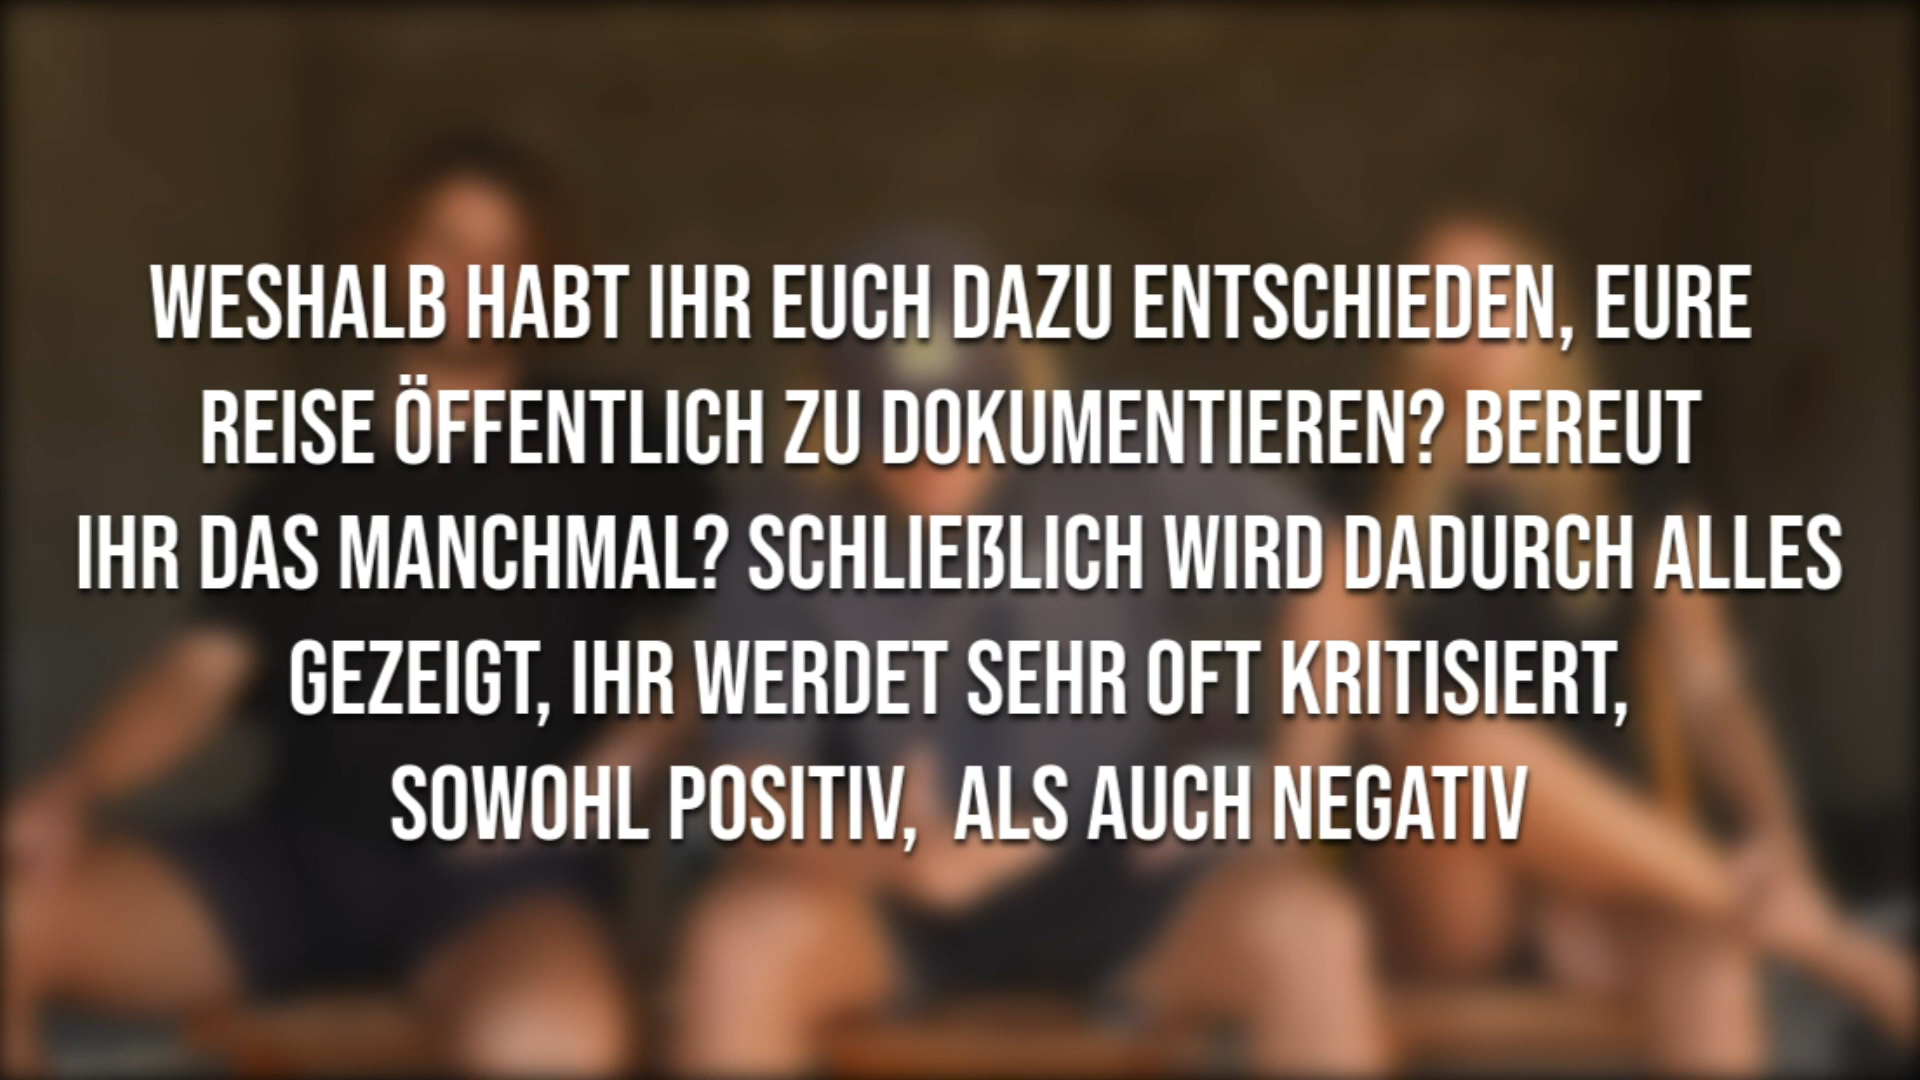 WESHALB HABT IHR EUCH DAZU ENTSCHIEDEN, EURE
REISE ÖFFENTLICH ZU DOKUMENTIEREN? BEREUT
IHR DAS MANCHMAL? SCHLIEßLICH WIRD DADURCH ALLES
GEZEIGT, IHR WERDET SEHR OFT KRITISIERT,
SOWOHL POSITIV,  ALS AUCH NEGATIV